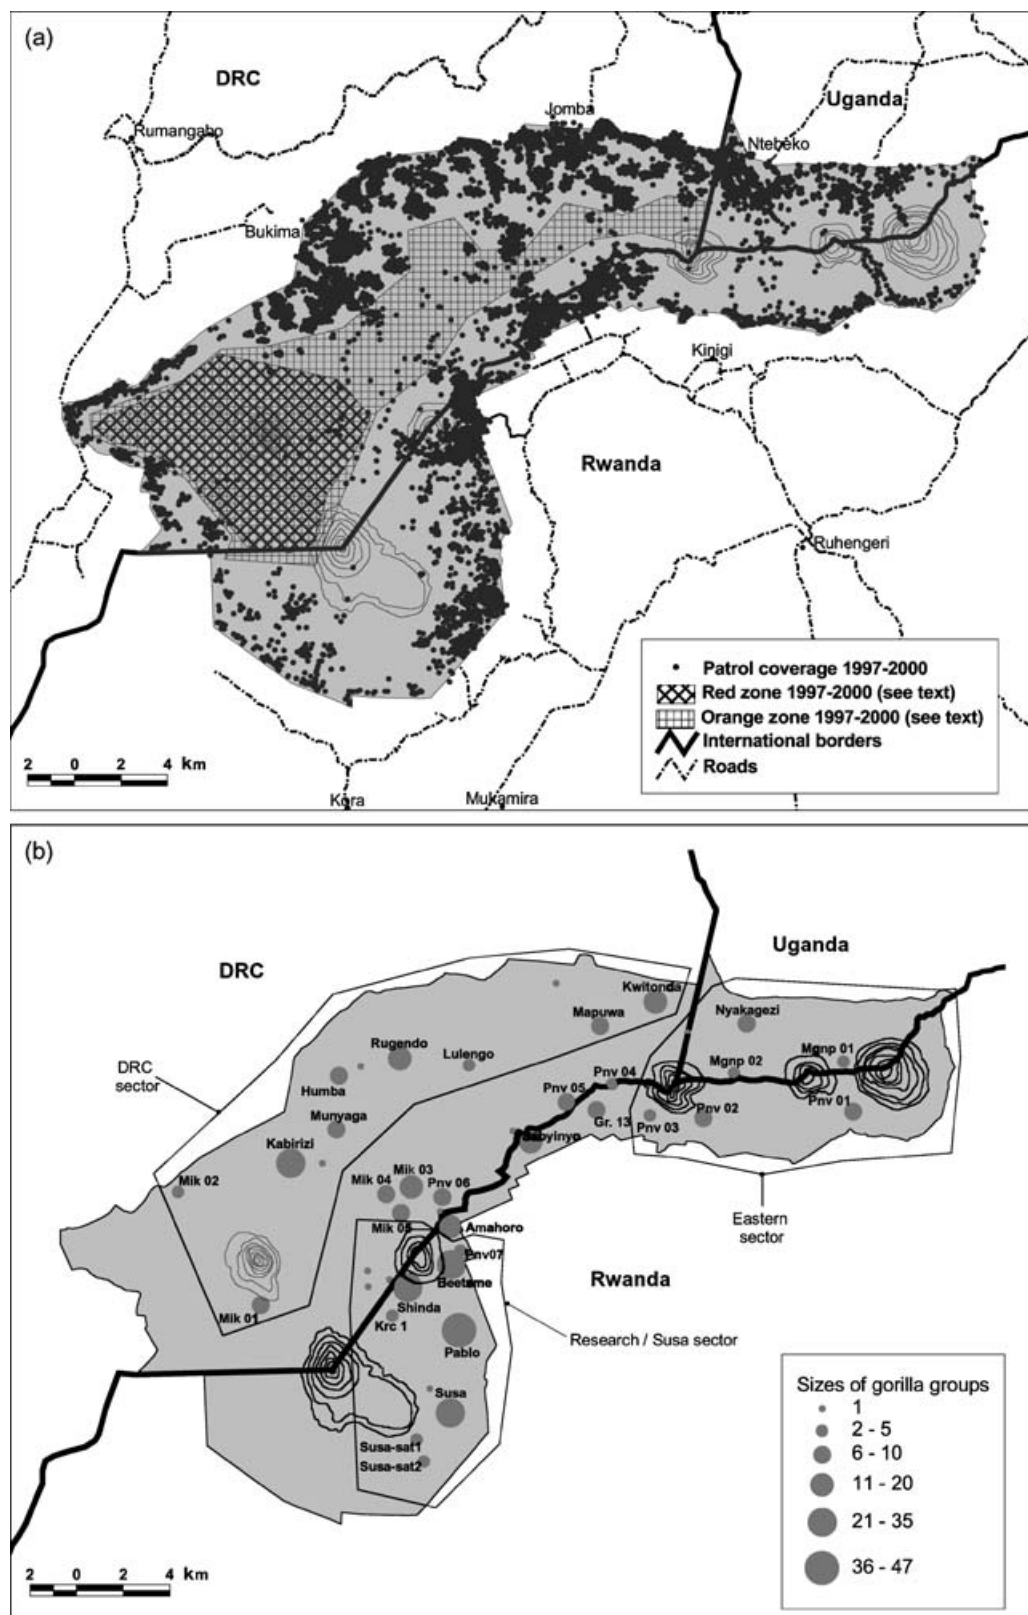 (a)
DRC
Uganda
Jomba
Rumangabo
Ntebeko
Bukima
Kinigi
Rwanda
Ruhengeri
Patrol coverage 1997-2000
Red zone 1997-2000 (see text)
Orange zone 1997-2000 (see text)
International borders
Roads
2 0 2 4 km
Kora
Mukamira
(b)
Uganda
DRC
Kwitonda
Nyakagezi
Mapuwa
Rugendo
Lulengo
Mgnp 01
DRC
sector
Mgnp 02
Humba
Pnv 04
Pnv 05
Munyaga
Gr. 13
Pnv 03
Pnv 02
Pnv 01
Sabyinyo
Kabirizi
Mik 02
Mik 04
Mik 03
Pnv 06
Mik 05
Amahoro
Eastern
sector
Pnv07
Rwanda
Beetsme
Shinda
Mik 01
Krc 1
Research / Susa sector
Pablo
Susa
Susa-sat1
Susa-sat2
Sizes of gorilla groups
1
2 - 5
6 - 10
11 - 20
21 - 35
36 - 47
2 0 2 4 km